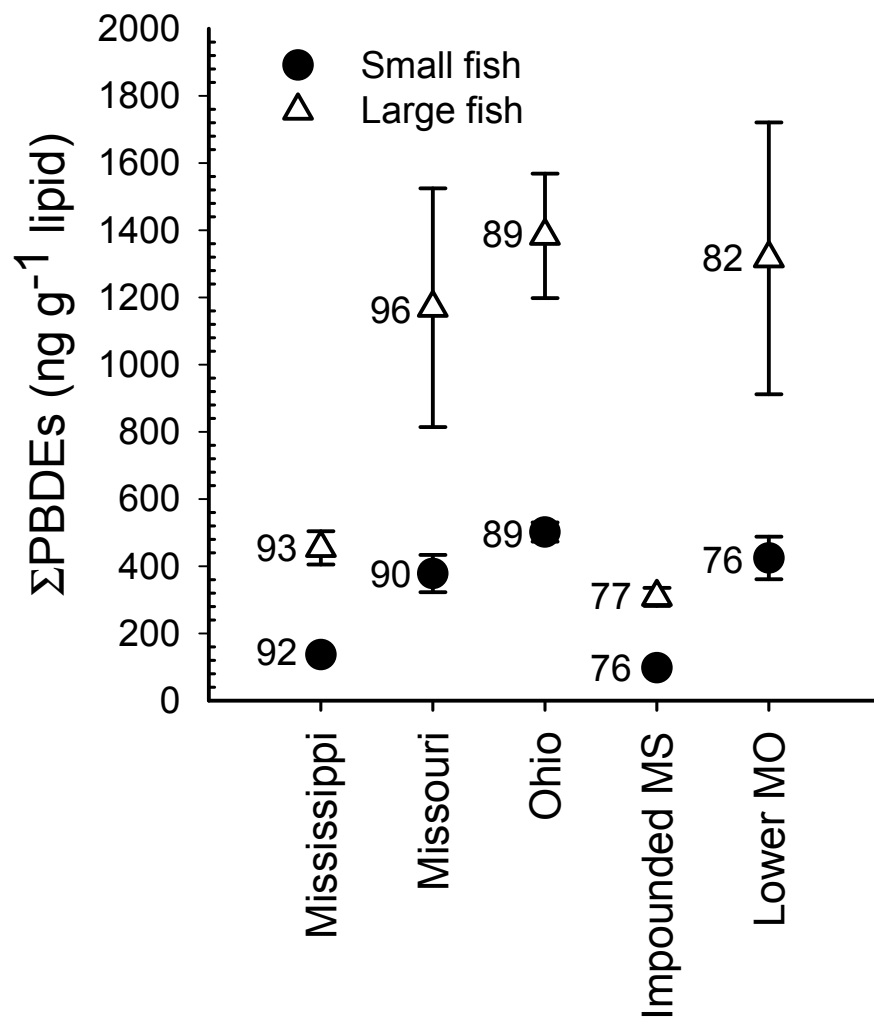 2000
1800
1600
1400
1200
1000
800
600
400
200
0
ΣPBDEs (ng g⁻¹ lipid)
Small fish
Large fish
93
92
96
90
89
89
77
76
82
76
Mississippi
Missouri
Ohio
Impounded MS
Lower MO